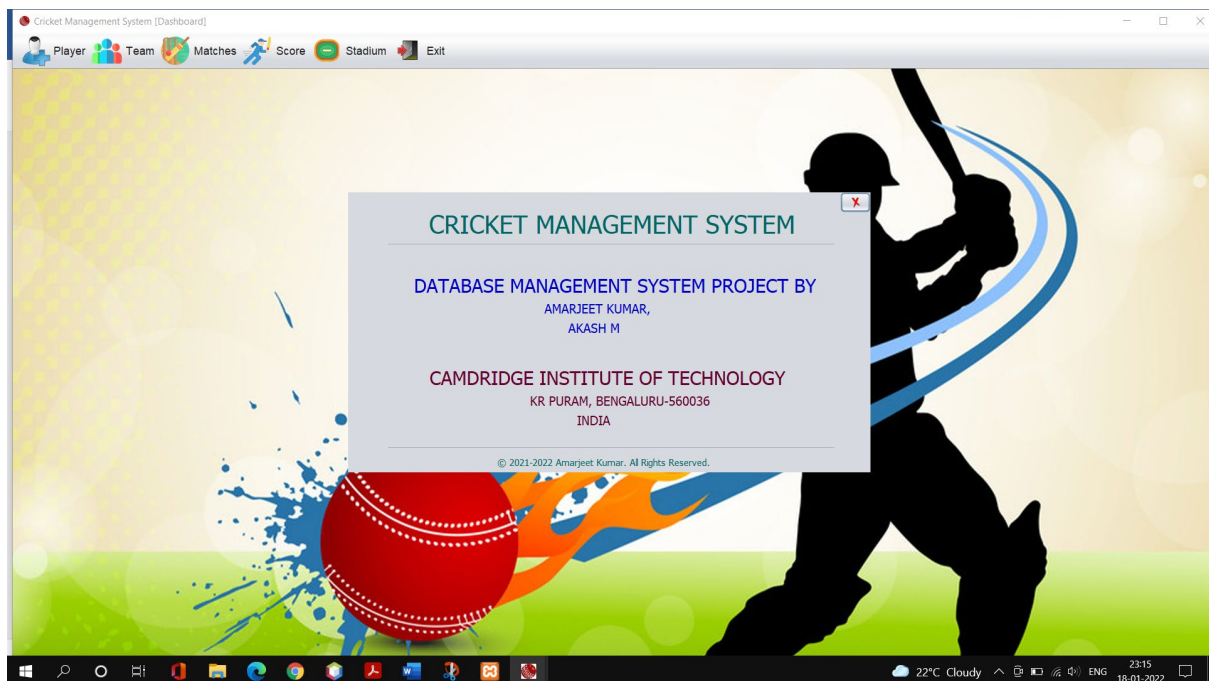 Cricket Management System [Dashboard]
Player Team Matches Score Stadium Exit
X
CRICKET MANAGEMENT SYSTEM
DATABASE MANAGEMENT SYSTEM PROJECT BY
AMARJEET KUMAR,
AKASH M
CAMDRIDGE INSTITUTE OF TECHNOLOGY
KR PURAM, BENGALURU-560036
INDIA
© 2021-2022 Amarjeet Kumar. All Rights Reserved.
22°C Cloudy ENG
23:15
18-01-2022